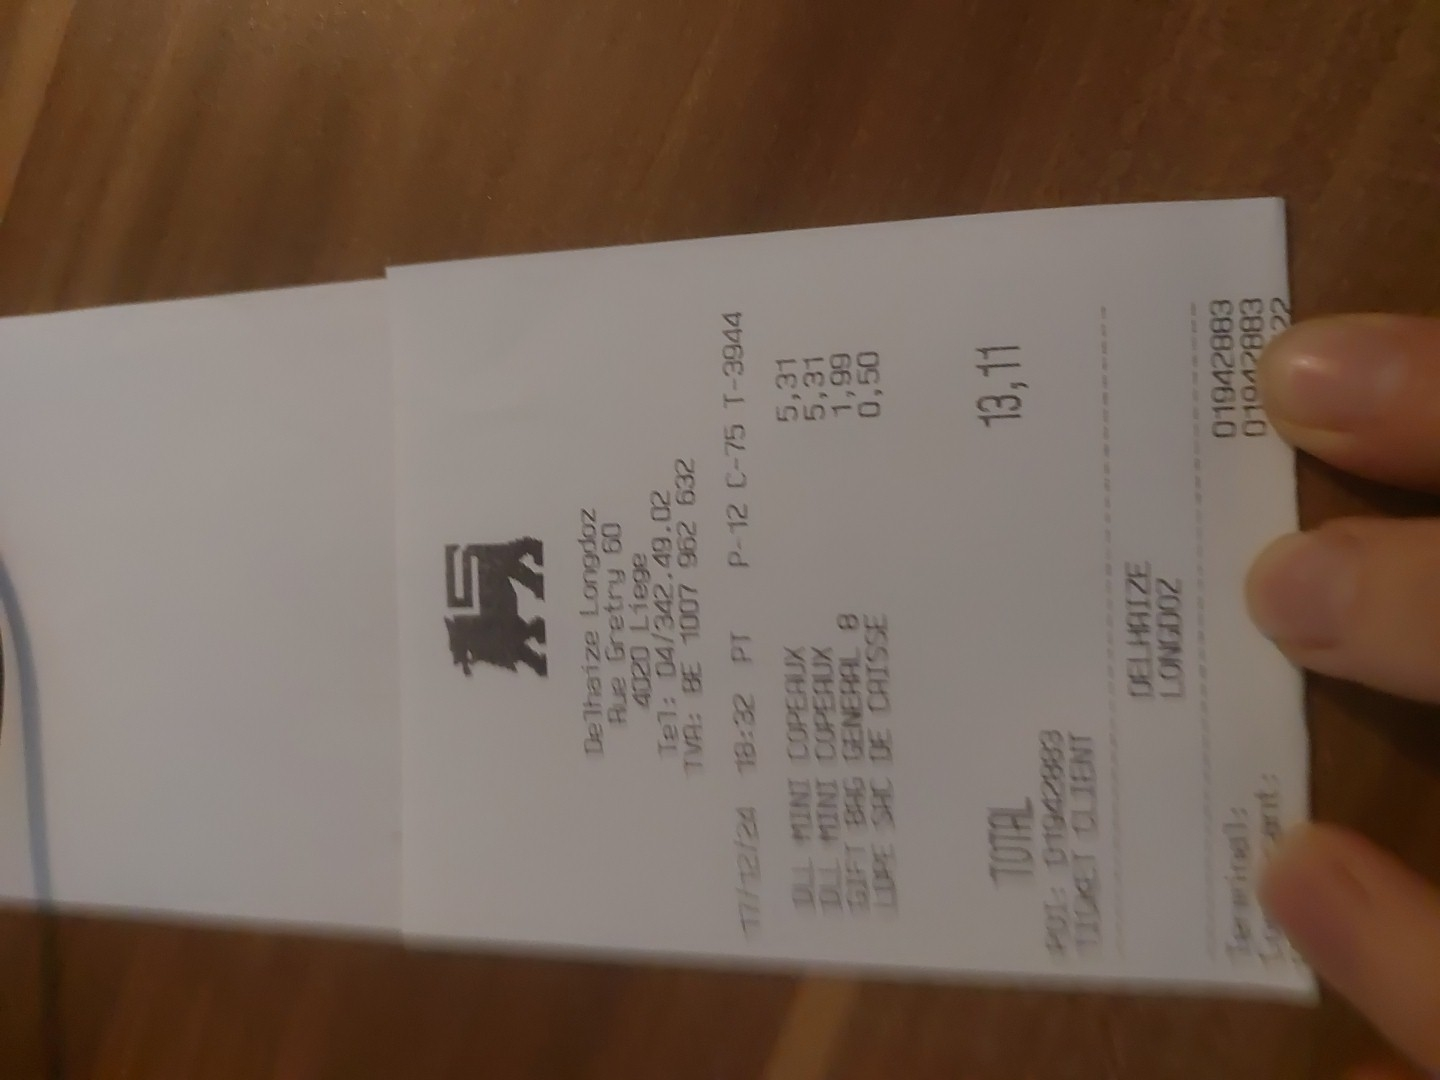 Delhaize Longdoz
Rue Gretry 60
4020 Liege
Tel: 04/342.49.02
TVA: BE 1007 962 632
17/12/24 18:32 PT P-12 C-75 T-3944
DLL MINI COPEAUX 5,31
DLL MINI COPEAUX 5,31
GIFT BAG GENERAL 8 1,99
SAC DE CAISSE 0,50
TOTAL 13,11
POI: 01942883
TICKET CLIENT
DELHAIZE
LONGDOZ
Terminal: 01942883
01942883
22